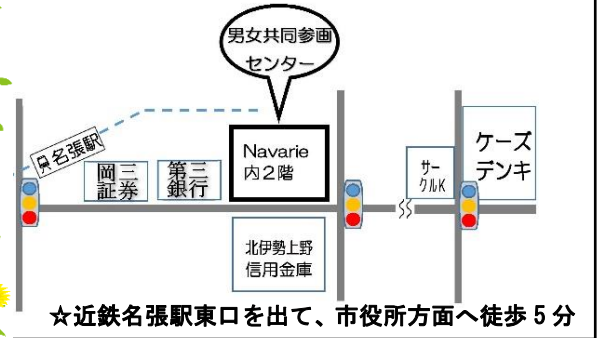 男女共同参画
センター
名張駅
岡三
証券
第三
銀行
Navarie
内2階
サー
クルK
ケーズ
デンキ
北伊勢上野
信用金庫
☆近鉄名張駅東口を出て、市役所方面へ徒歩5分